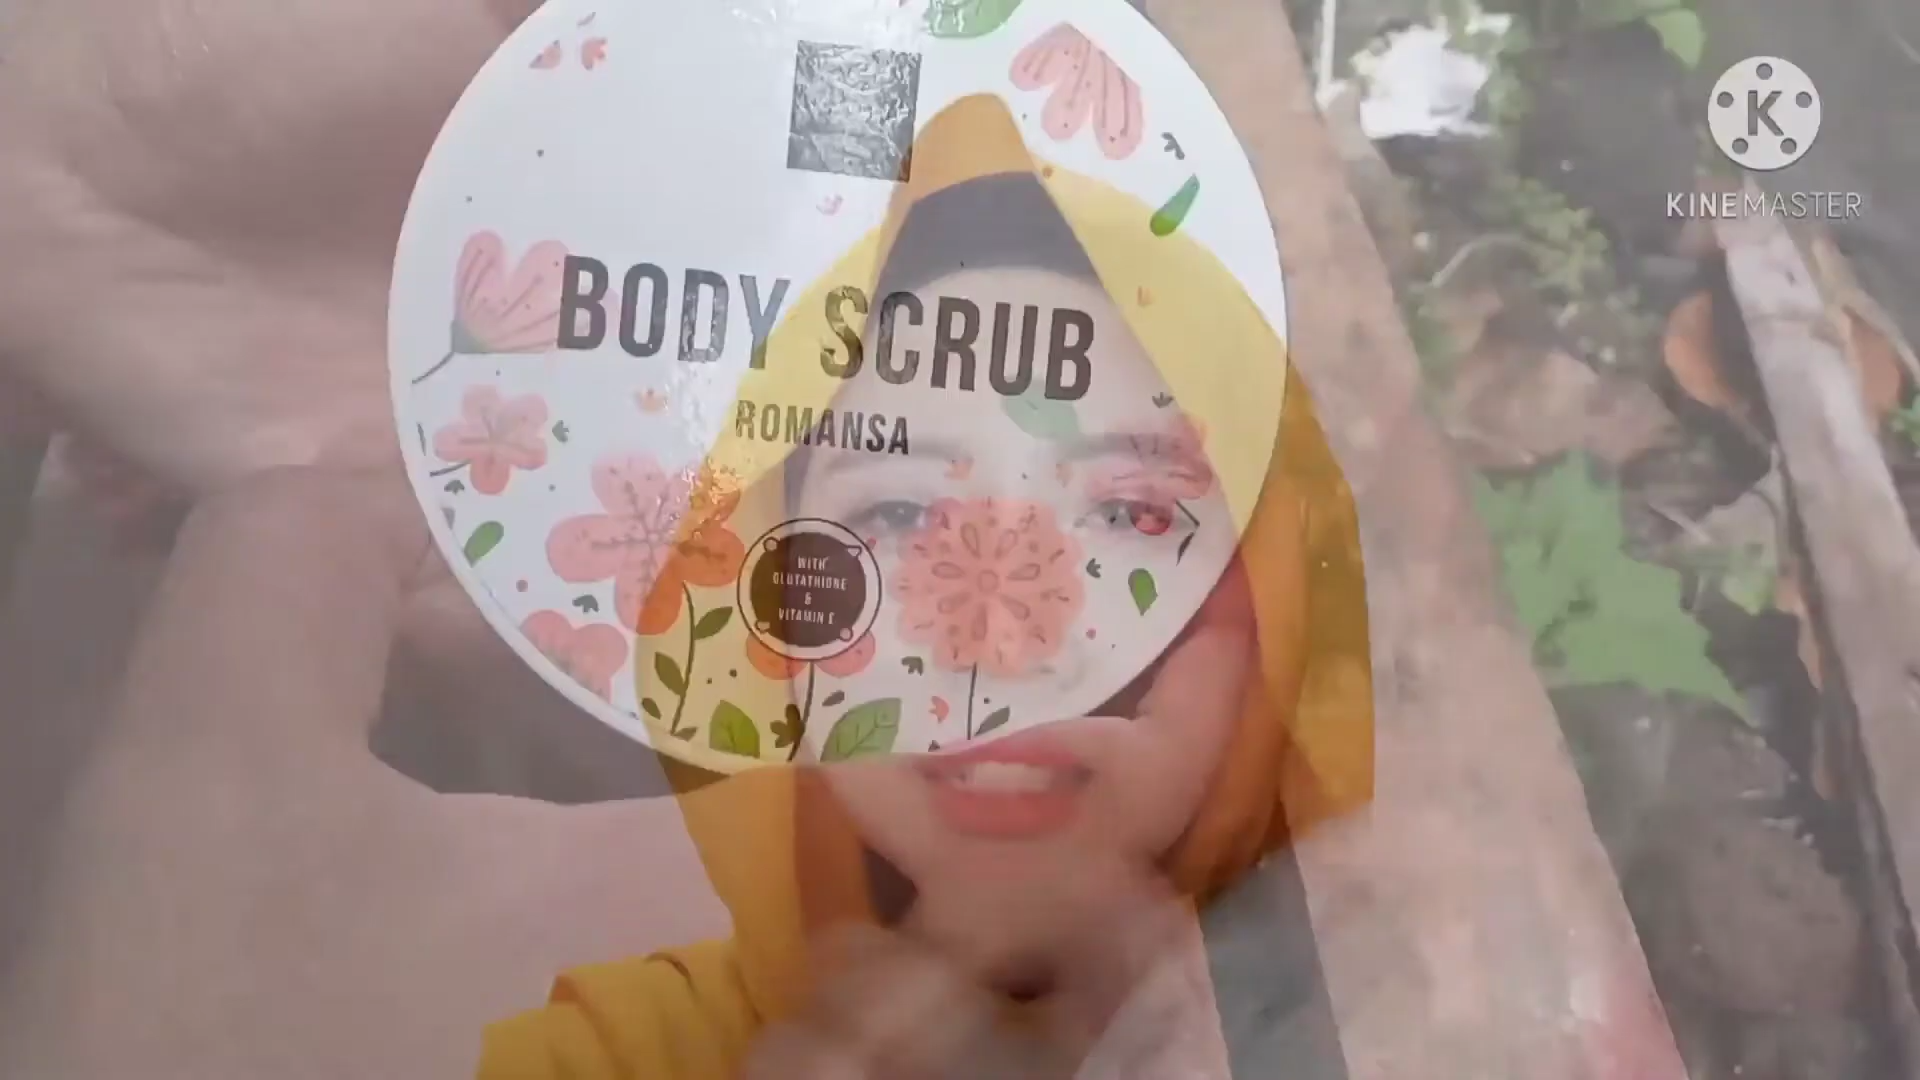 K
KINEMASTER
BODY SCRUB
ROMANSA
WITH
GLUTATHIONE
&
VITAMIN E